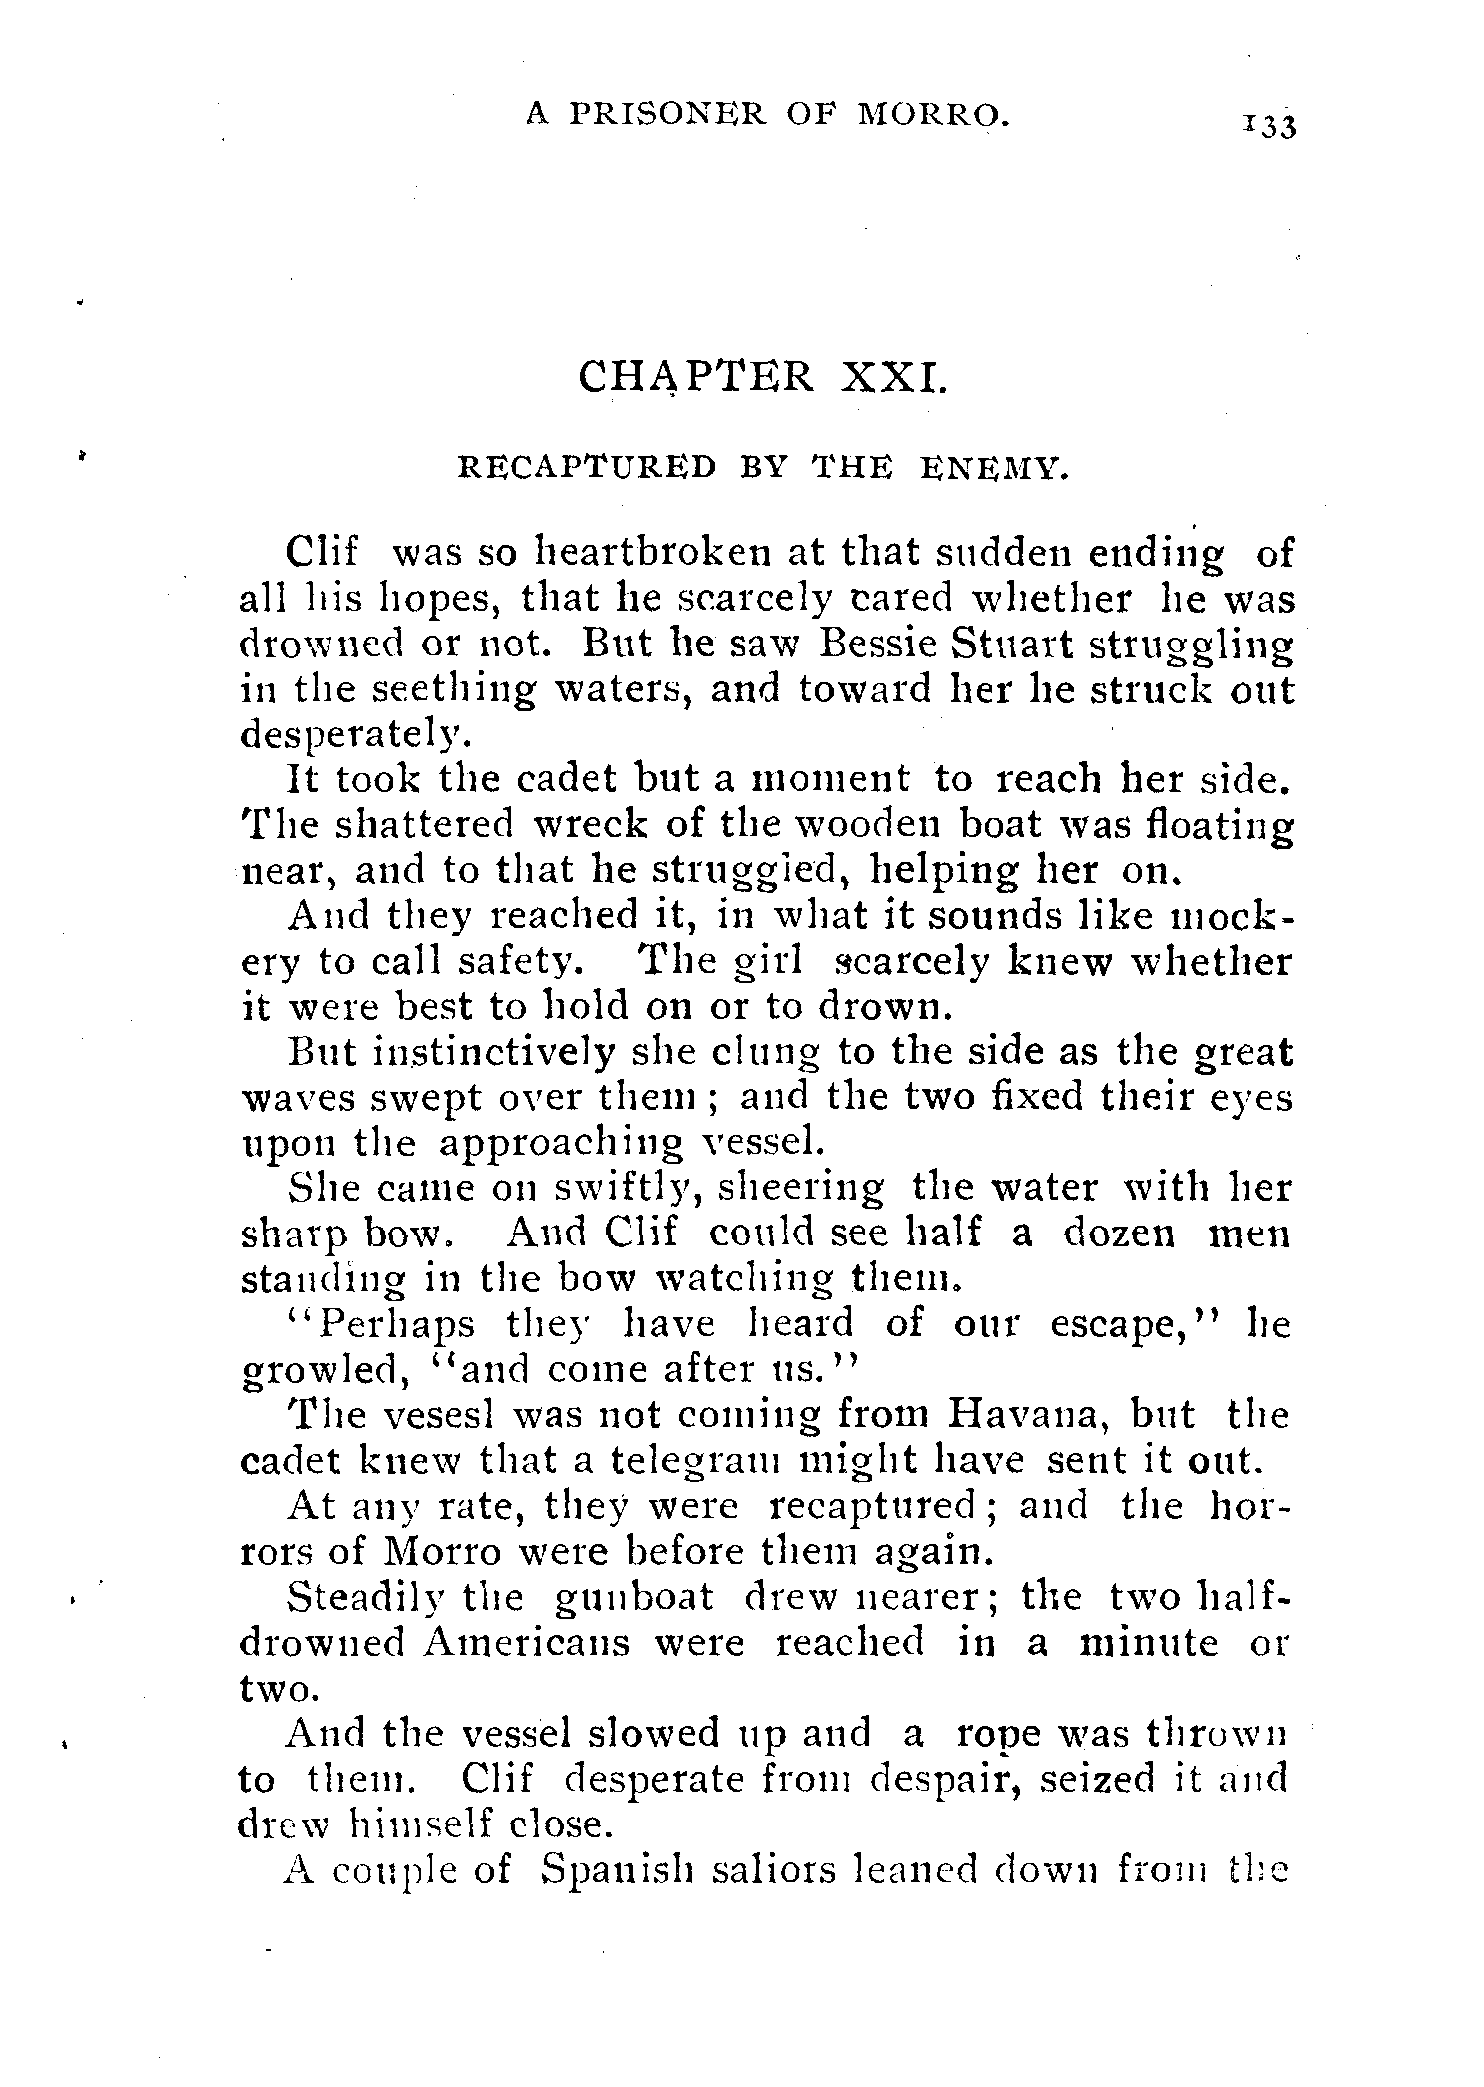 A PRISONER OF MORRO. 133
CHAPTER XXI.
RECAPTURED BY THE ENEMY.
Clif was so heartbroken at that sudden ending of
all his hopes, that he scarcely cared whether he was
drowned or not. But he saw Bessie Stuart struggling
in the seething waters, and toward her he struck out
desperately.
It took the cadet but a moment to reach her side.
The shattered wreck of the wooden boat was floating
near, and to that he struggled, helping her on.
And they reached it, in what it sounds like mock-
ery to call safety. The girl scarcely knew whether
it were best to hold on or to drown.
But instinctively she clung to the side as the great
waves swept over them; and the two fixed their eyes
upon the approaching vessel.
She came on swiftly, sheering the water with her
sharp bow. And Clif could see half a dozen men
standing in the bow watching them.
"Perhaps they have heard of our escape," he
growled, "and come after us."
The vesesl was not coming from Havana, but the
cadet knew that a telegram might have sent it out.
At any rate, they were recaptured; and the hor-
rors of Morro were before them again.
Steadily the gunboat drew nearer; the two half-
drowned Americans were reached in a minute or
two.
And the vessel slowed up and a rope was thrown
to them. Clif desperate from despair, seized it and
drew himself close.
A couple of Spanish saliors leaned down from the